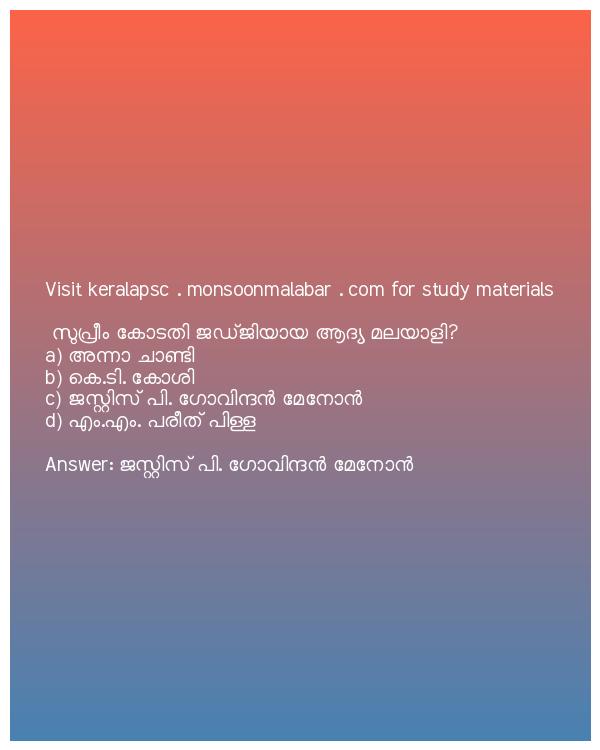 Visit keralapsc . monsoonmalabar . com for study materials
സുപ്രീം കോടതി ജഡ്ജിയായ ആദ്യ മലയാളി?
a) അന്നാ ചാണ്ടി
b) കെ.ടി. കോശി
c) ജസ്റ്റിസ് പി. ഗോവിന്ദൻ മേനോൻ
d) എം.എം. പരീത് പിള്ള
Answer: ജസ്റ്റിസ് പി. ഗോവിന്ദൻ മേനോൻ